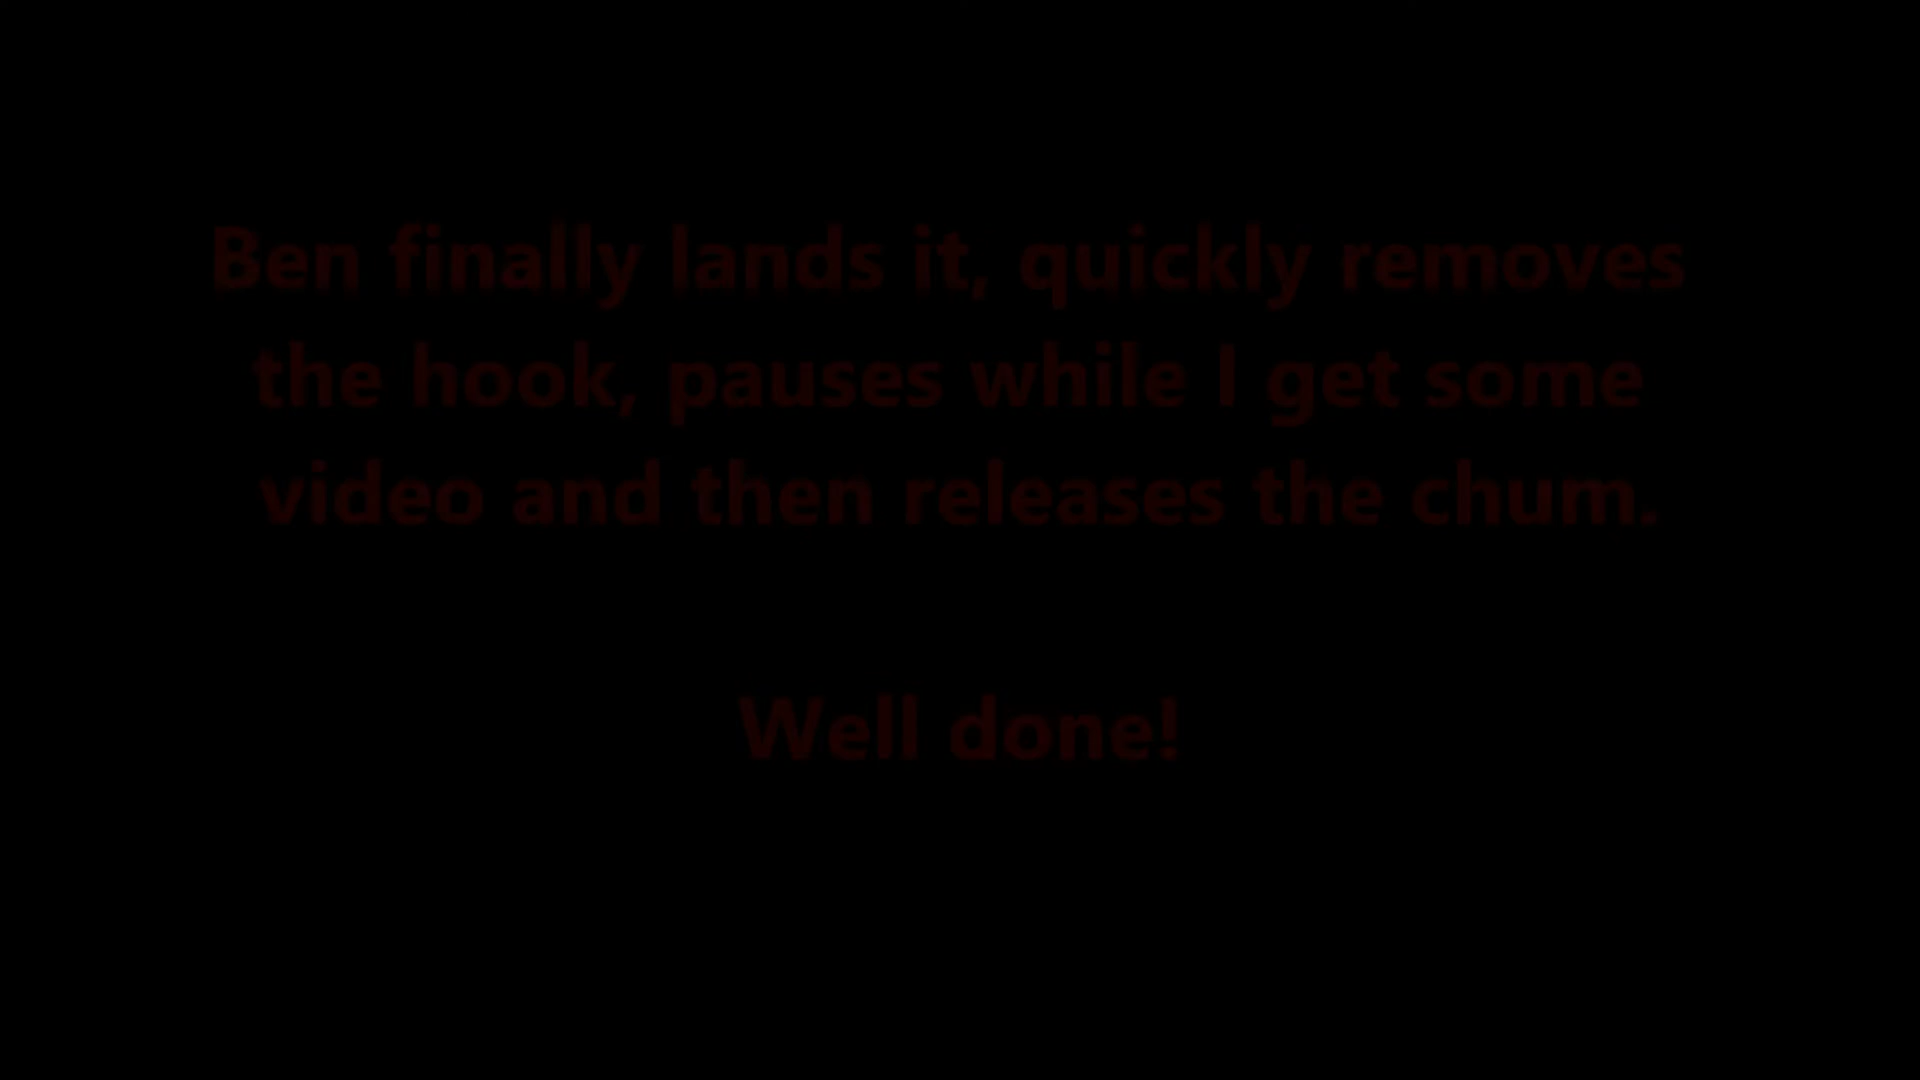 Ben finally lands it, quickly removes
the hook, pauses while I get some
video and then releases the chum.
Well done!